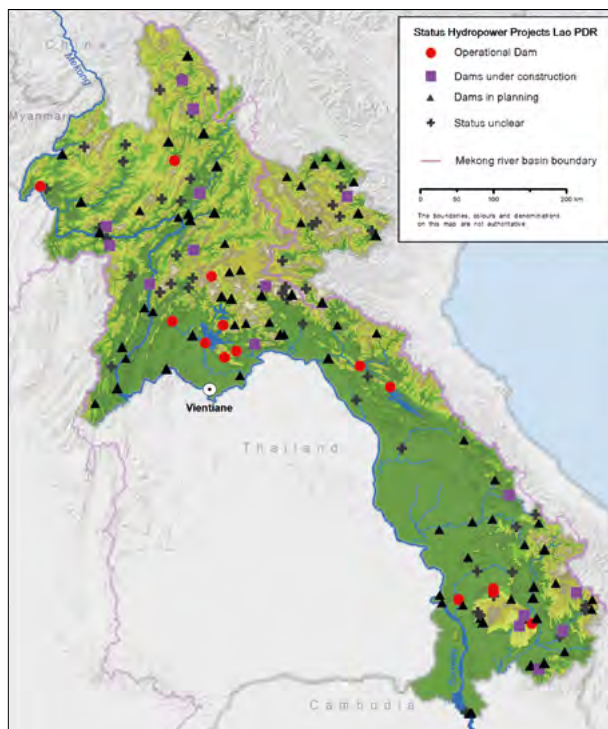 Status Hydropower Projects Lao PDR
Operational Dam
Dams under construction
Dams in planning
Status unclear
Mekong river basin boundary
0 50 100 200 km
The boundaries, colours and denominations
on this map are not authoritative.
China
Mekong
Myanmar
Vientiane
Thailand
Mekong
Cambodia